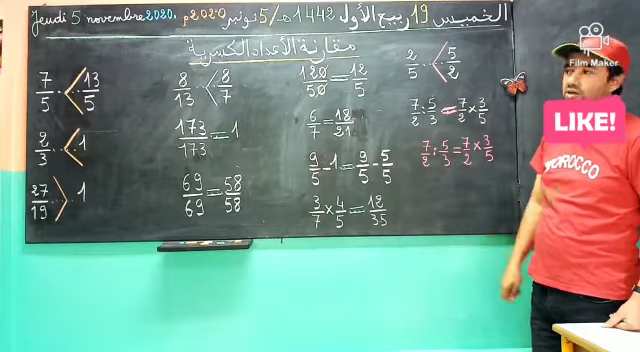 Jeudi 5 novembre 2020. الخميس 19 ربيع الأول 1442هـ/5 نونبر 2020م
مقارنة الأعداد الكسرية
7/5 < 13/5
2/3 < 1
27/19 > 1
8/13 < 8/7
173/173 = 1
69/69 = 58/58
120/50 = 12/5
6/7 = 18/21
9/5 - 1 = 9/5 - 5/5
3/7 × 4/5 = 12/35
2/5 < 5/2
7/2 : 5/3 = 7/2 × 3/5
7/2 : 5/3 = 7/2 × 3/5
Film Maker
LIKE!
MOROCCO